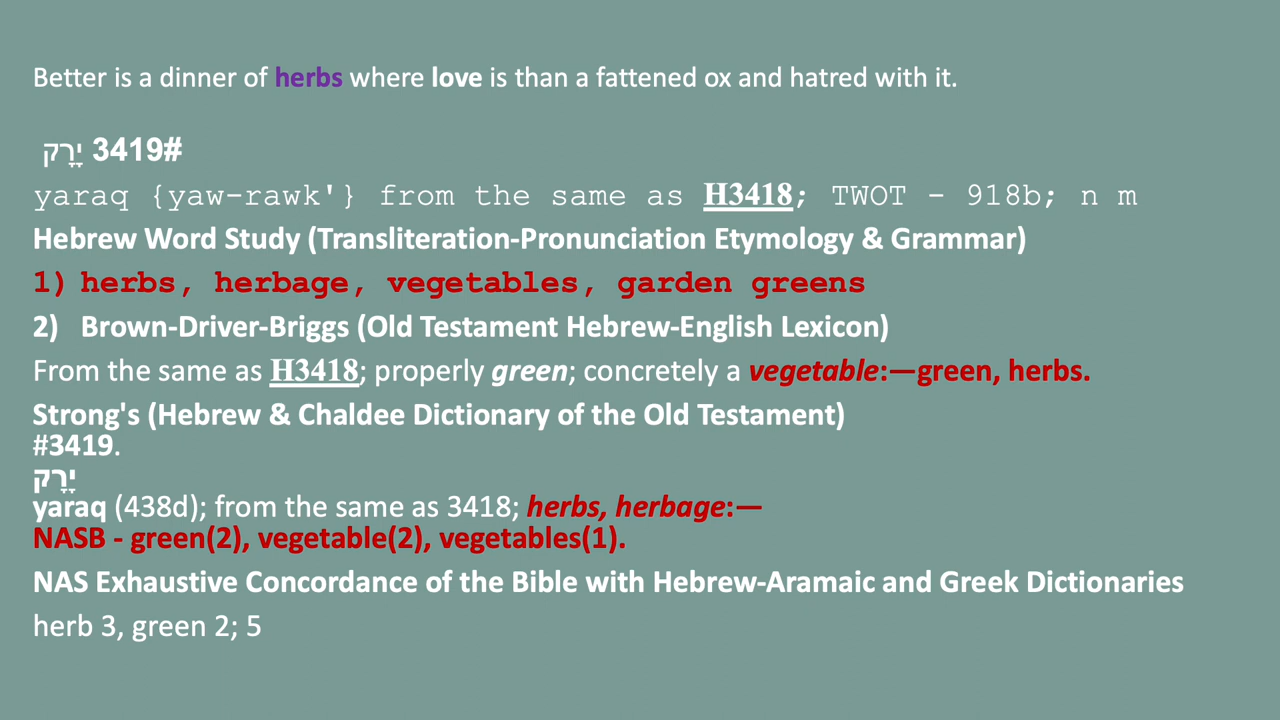 Better is a dinner of herbs where love is than a fattened ox and hatred with it.
יָרָק 3419#
yaraq {yaw-rawk'} from the same as H3418; TWOT - 918b; n m
Hebrew Word Study (Transliteration-Pronunciation Etymology & Grammar)
1) herbs, herbage, vegetables, garden greens
2) Brown-Driver-Briggs (Old Testament Hebrew-English Lexicon)
From the same as H3418; properly green; concretely a vegetable:—green, herbs.
Strong's (Hebrew & Chaldee Dictionary of the Old Testament)
#3419.
יָרָק
yaraq (438d); from the same as 3418; herbs, herbage:—
NASB - green(2), vegetable(2), vegetables(1).
NAS Exhaustive Concordance of the Bible with Hebrew-Aramaic and Greek Dictionaries
herb 3, green 2; 5